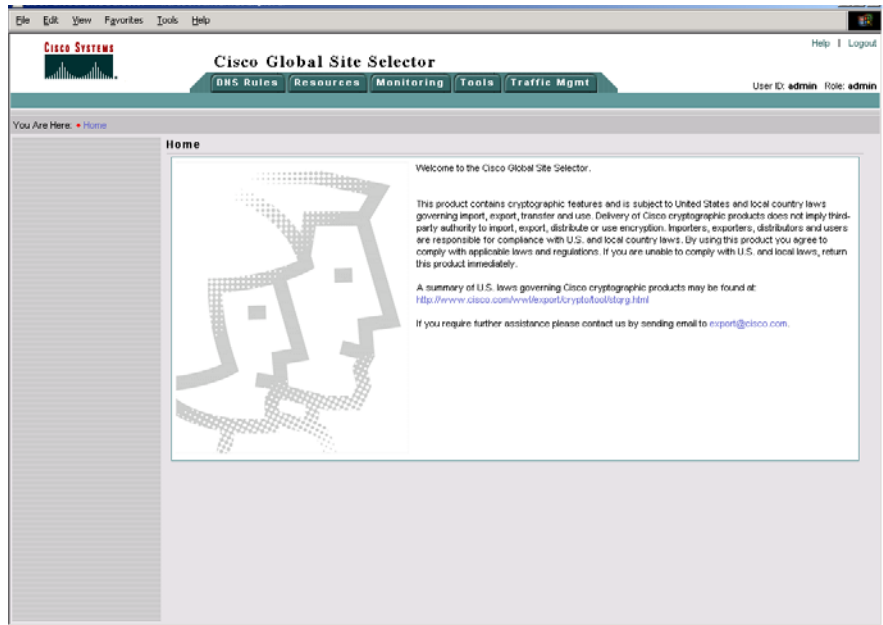 File Edit View Favorites Tools Help
CISCO SYSTEMS
Cisco Global Site Selector
Help | Logout
DNS Rules Resources Monitoring Tools Traffic Mgmt
User ID: admin Role: admin
You Are Here: • Home
Home
Welcome to the Cisco Global Site Selector.
This product contains cryptographic features and is subject to United States and local country laws
governing import, export, transfer and use. Delivery of Cisco cryptographic products does not imply third-
party authority to import, export, distribute or use encryption. Importers, exporters, distributors and users
are responsible for compliance with U.S. and local country laws. By using this product you agree to
comply with applicable laws and regulations. If you are unable to comply with U.S. and local laws, return
this product immediately.
A summary of U.S. laws governing Cisco cryptographic products may be found at:
http://www.cisco.com/wwl/export/crypto/tool/stqrg.html
If you require further assistance please contact us by sending email to export@cisco.com.